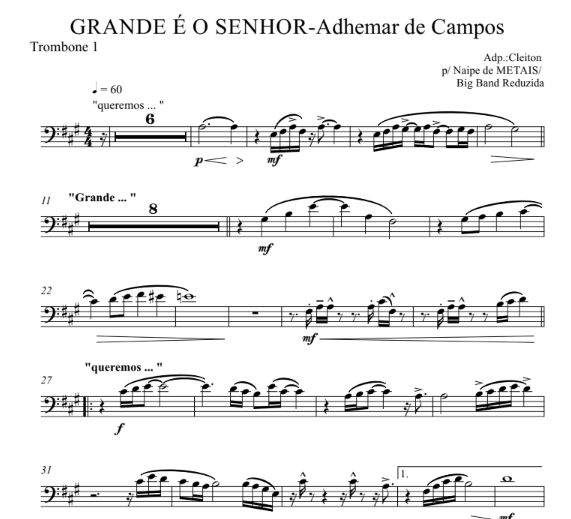 GRANDE É O SENHOR-Adhemar de Campos
Trombone 1
Adp.:Cleiton
p/ Naipe de METAIS/
Big Band Reduzida
♩ = 60
"queremos ... "
6
p
mf
11
"Grande ... "
8
mf
22
mf
"queremos ... "
27
f
31
1.
mf